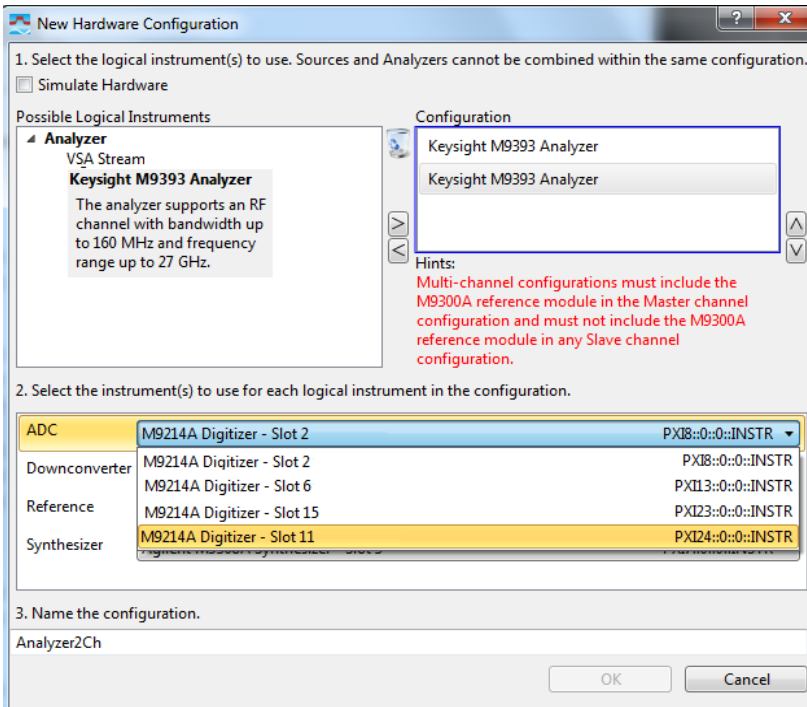 New Hardware Configuration
?
x
1. Select the logical instrument(s) to use. Sources and Analyzers cannot be combined within the same configuration.
Simulate Hardware
Possible Logical Instruments
Analyzer
VSA Stream
Keysight M9393 Analyzer
The analyzer supports an RF
channel with bandwidth up
to 160 MHz and frequency
range up to 27 GHz.
>
<
Configuration
Keysight M9393 Analyzer
Keysight M9393 Analyzer
Hints:
Multi-channel configurations must include the
M9300A reference module in the Master channel
configuration and must not include the M9300A
reference module in any Slave channel
configuration.
2. Select the instrument(s) to use for each logical instrument in the configuration.
ADC
M9214A Digitizer - Slot 2 PXI8::0::0::INSTR
Downconverter
M9214A Digitizer - Slot 2 PXI8::0::0::INSTR
M9214A Digitizer - Slot 6 PXI13::0::0::INSTR
Reference
M9214A Digitizer - Slot 15 PXI23::0::0::INSTR
M9214A Digitizer - Slot 11 PXI24::0::0::INSTR
Synthesizer
3. Name the configuration.
Analyzer2Ch
OK
Cancel